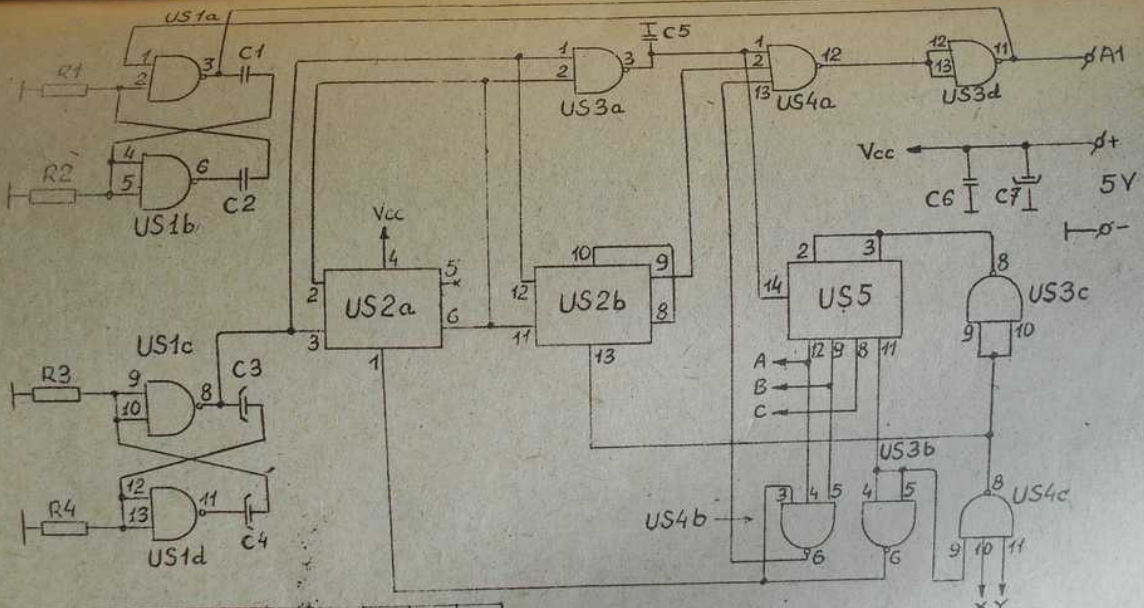 US1a
1
2
3
C1
R1
4
5
6
C2
R2
US1b
1
2
3
C5
US3a
1
2
13
12
US4a
12
13
11
US3d
A1
Vcc
+
5V
C6
C7
-
Vcc
4
5
2
US2a
3
6
1
10
9
12
US2b
8
11
13
2
3
14
US5
12
9
8
11
8
US3c
9
10
A
B
C
US1c
R3
9
10
8
C3
R4
12
13
11
C4
US1d
US4b
3
4
5
6
US3b
4
5
6
8
US4c
9
10
11
X Y